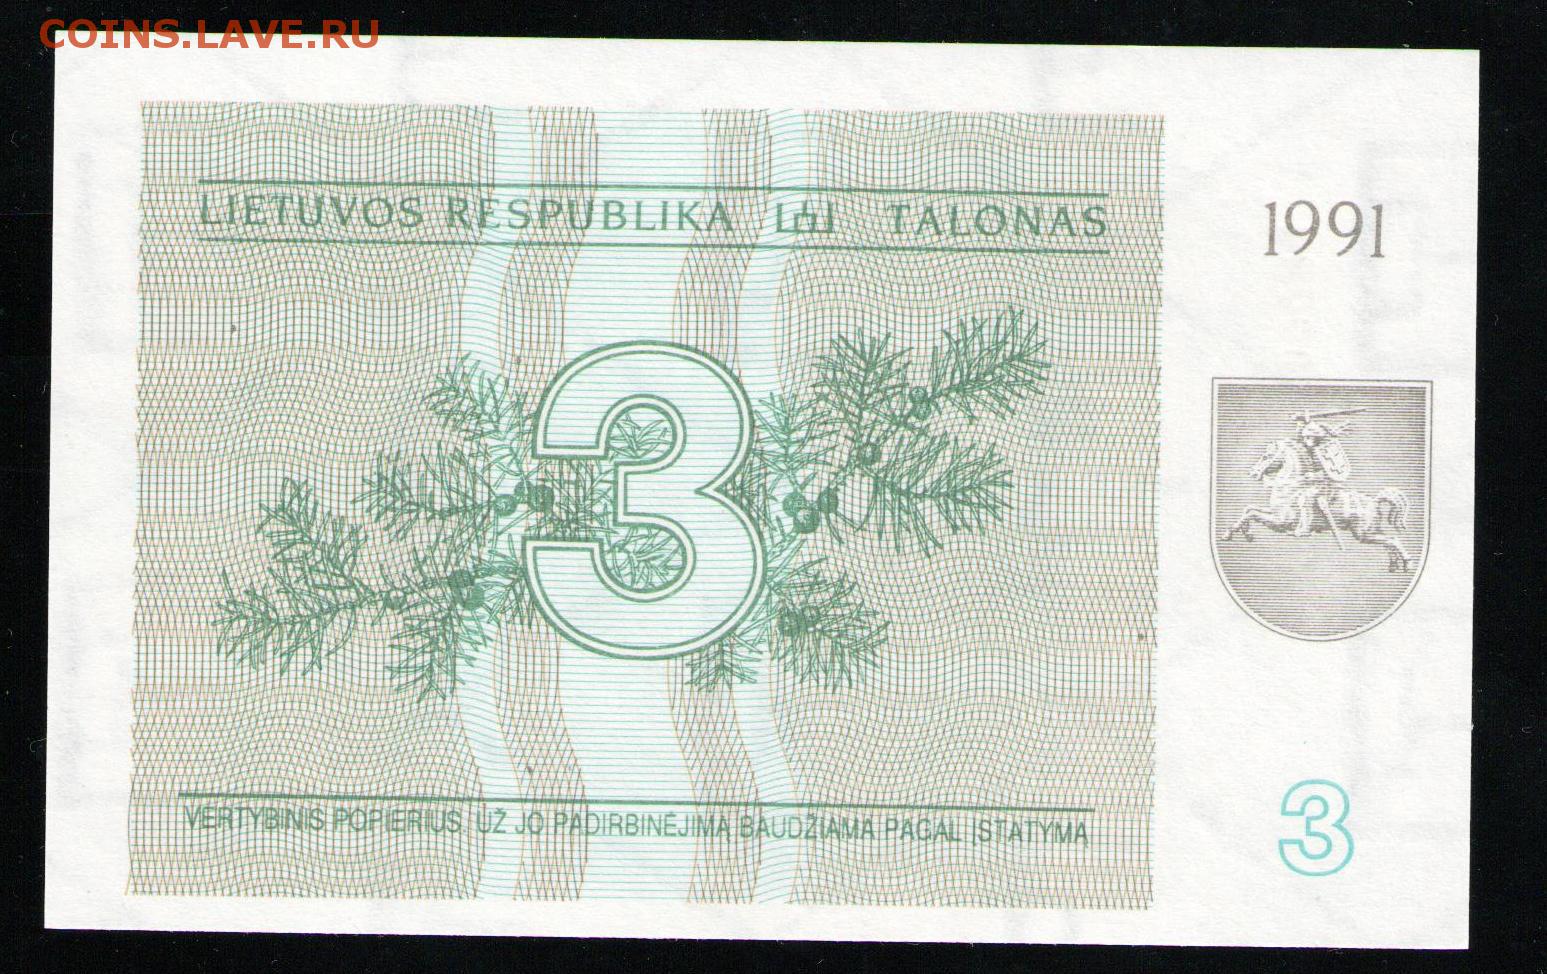 COINS.LAVE.RU
LIETUVOS RESPUBLIKA TALONAS
1991
3
VERTYBINIS POPIERIUS. UŽ JO PADIRBINĖJIMĄ BAUDŽIAMA PAGAL ĮSTATYMĄ
3